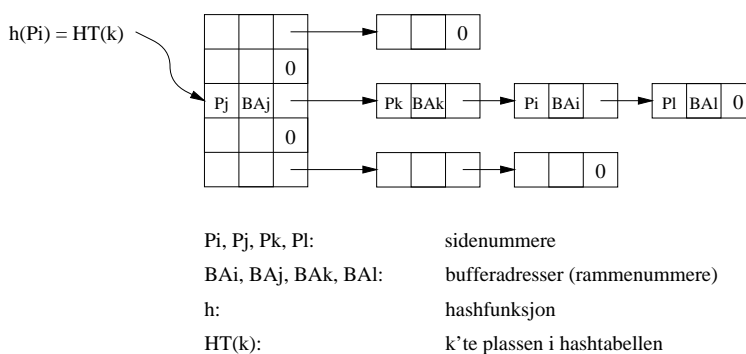 0
h(Pi) = HT(k)
0
Pj BAj Pk BAk Pi BAi Pl BAl 0
0
0
Pi, Pj, Pk, Pl: sidenummere
BAi, BAj, BAk, BAl: bufferadresser (rammenummere)
h: hashfunksjon
HT(k): k'te plassen i hashtabellen